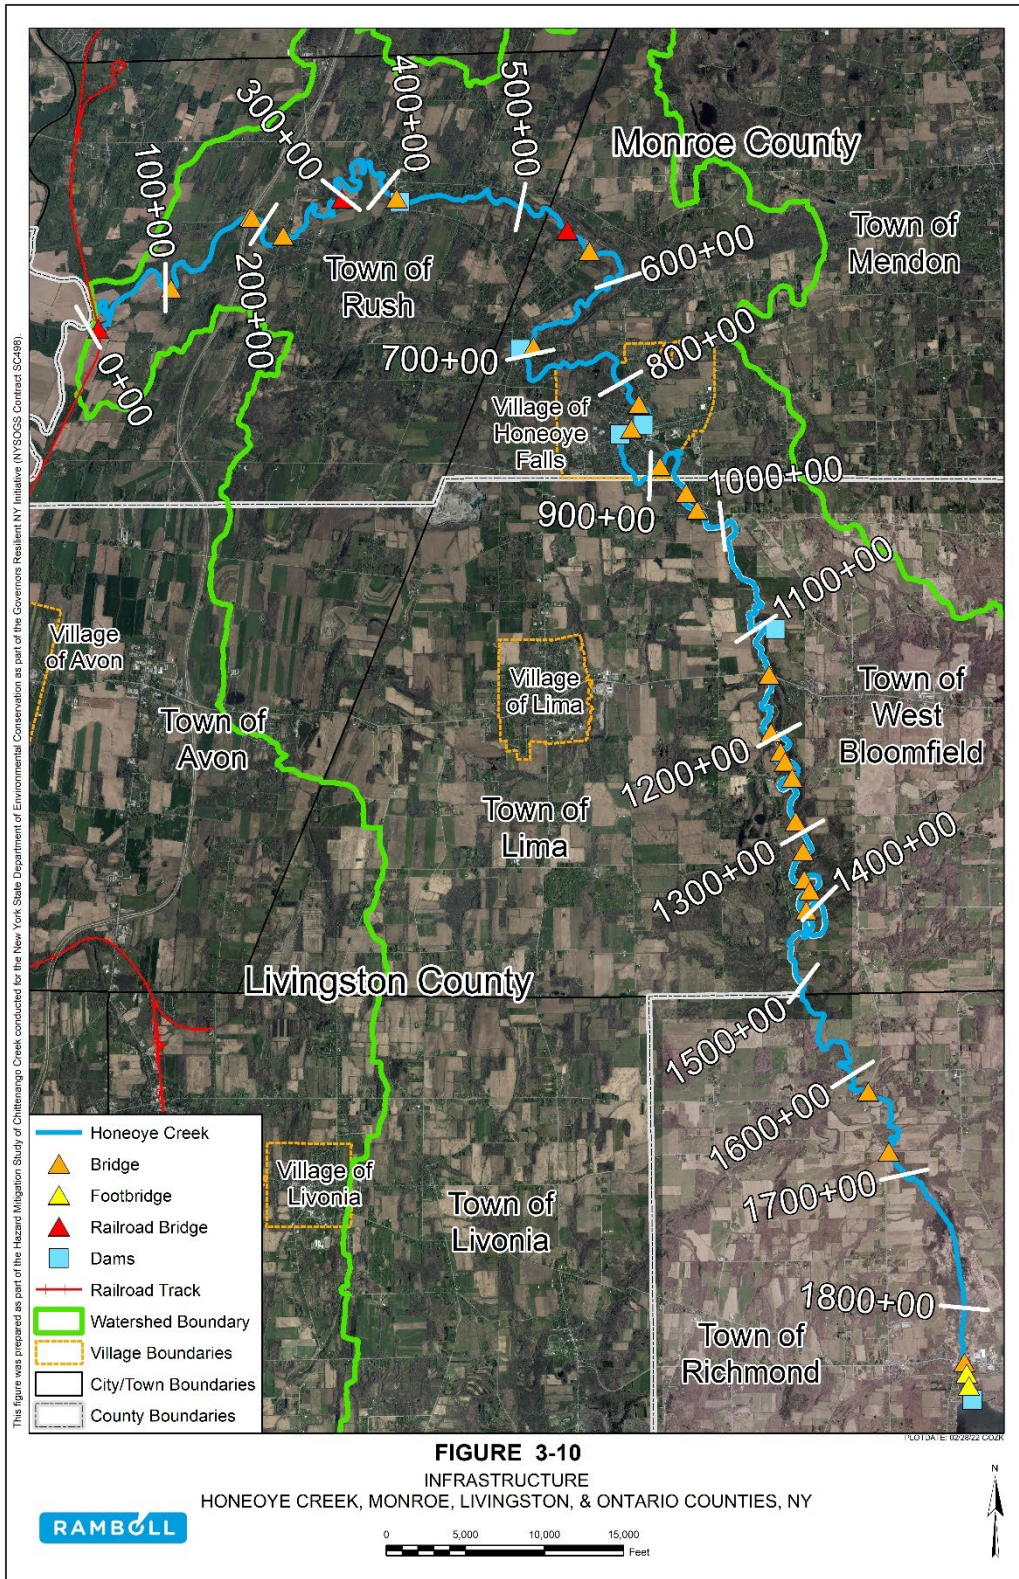 300+00
400+00
500+00
Monroe County
100+00
Town of
Mendon
200+00
Town of
Rush
600+00
0+00
700+00
800+00
Village of
Honeoye
Falls
900+00
1000+00
1100+00
Village
of Avon
Village
of Lima
Town of
West
Bloomfield
Town of
Avon
1200+00
Town of
Lima
1300+00
1400+00
Livingston County
1500+00
1600+00
Village of
Livonia
Town of
Livonia
1700+00
1800+00
Town of
Richmond
Honeoye Creek
Bridge
Footbridge
Railroad Bridge
Dams
Railroad Track
Watershed Boundary
Village Boundaries
City/Town Boundaries
County Boundaries
This figure was prepared as part of the Hazard Mitigation Study of Chittenango Creek conducted for the New York State Department of Environmental Conservation as part of the Governors Resilient NY Initiative (NYSOGS Contract SC498).
PLOTDATE: 02/28/22 COZK
FIGURE 3-10
INFRASTRUCTURE
HONEOYE CREEK, MONROE, LIVINGSTON, & ONTARIO COUNTIES, NY
RAMBOLL
0 5,000 10,000 15,000
Feet
N